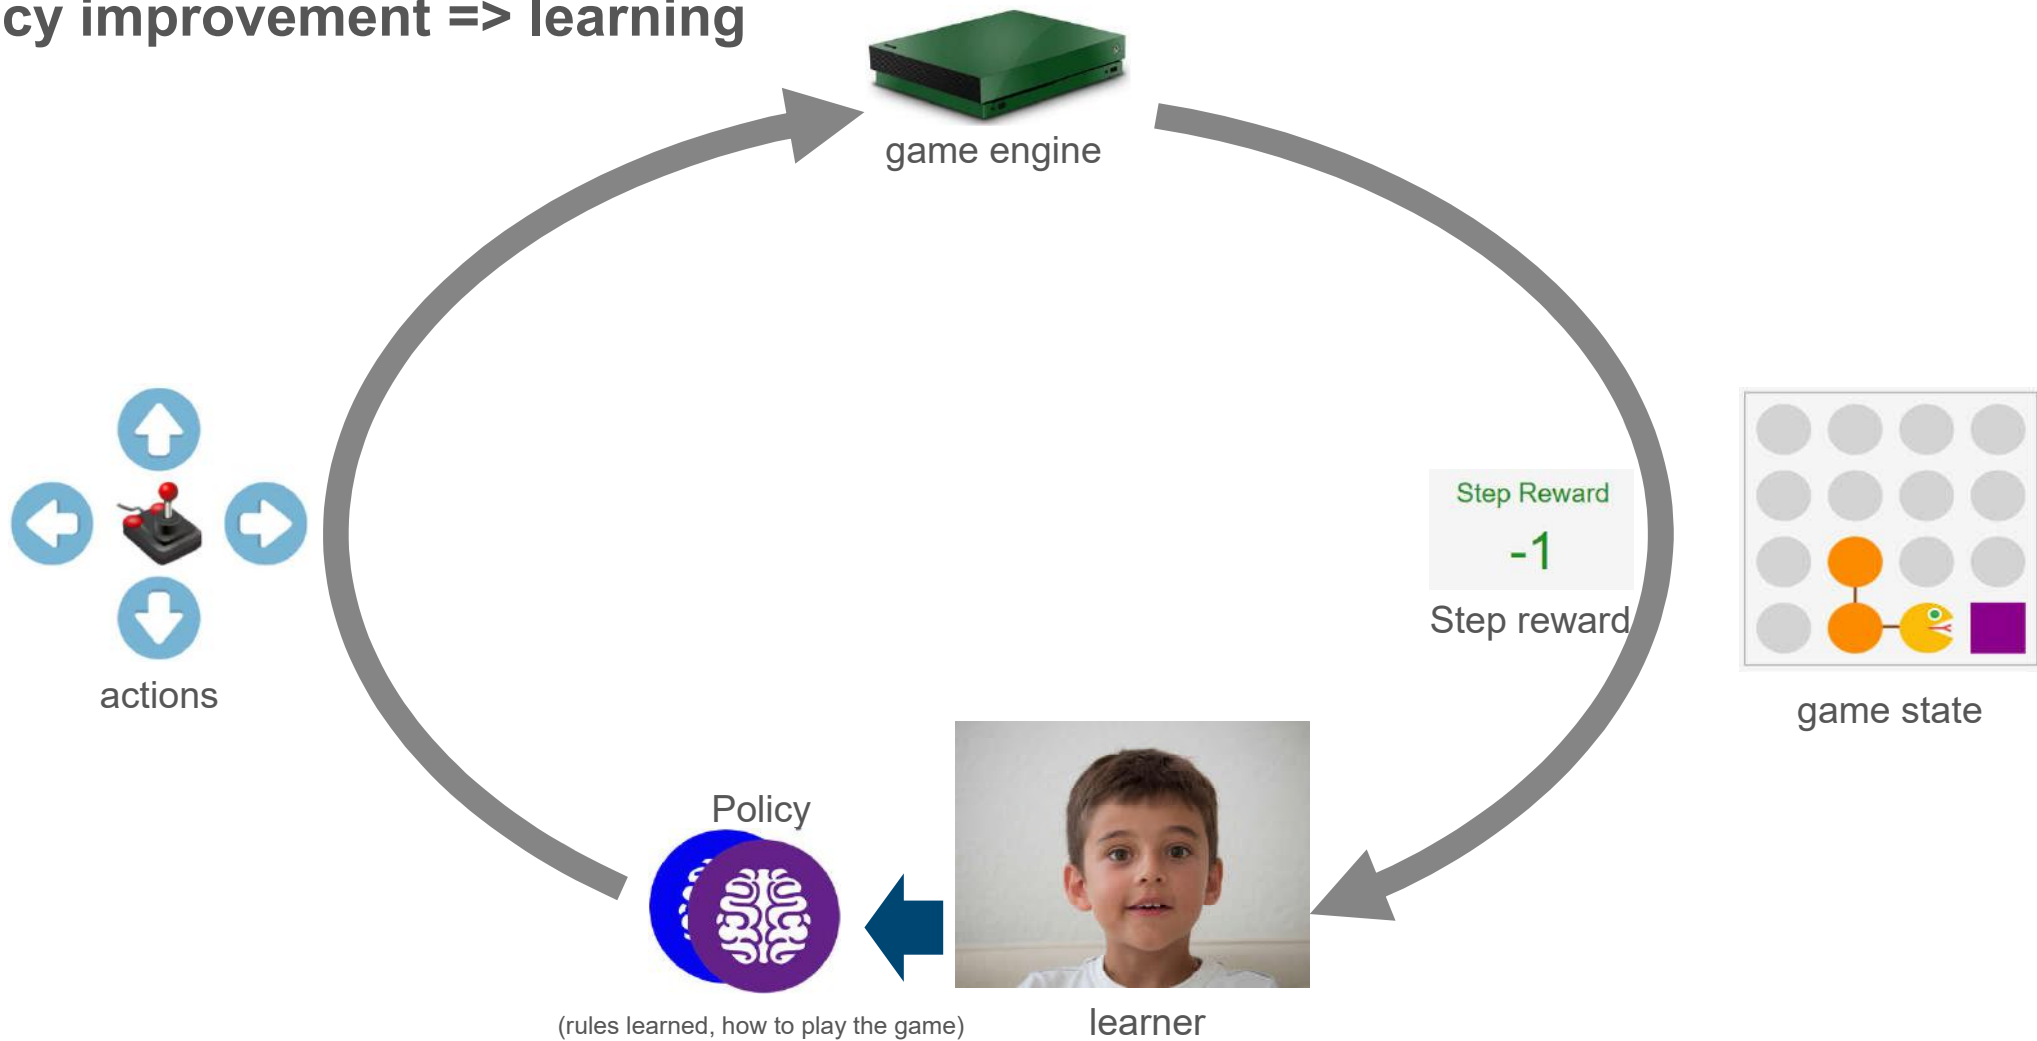 cy improvement => learning
game engine
Step Reward
-1
Step reward
actions
game state
Policy
(rules learned, how to play the game)
learner